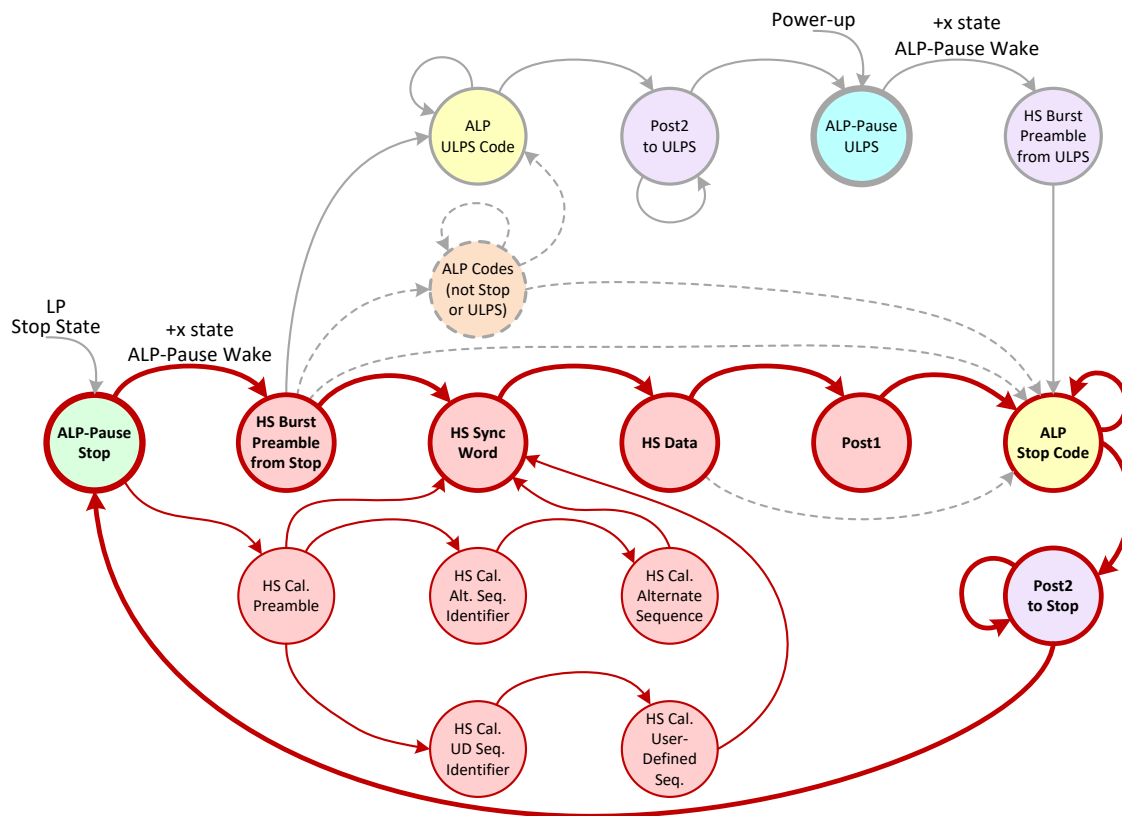 Power-up
+x state
ALP-Pause Wake
ALP
ULPS Code
Post2
to ULPS
ALP-Pause
ULPS
HS Burst
Preamble
from ULPS
ALP Codes
(not Stop
or ULPS)
LP
Stop State
+x state
ALP-Pause Wake
ALP-Pause
Stop
HS Burst
Preamble
from Stop
HS Sync
Word
HS Data
Post1
ALP
Stop Code
HS Cal.
Preamble
HS Cal.
Alt. Seq.
Identifier
HS Cal.
Alternate
Sequence
Post2
to Stop
HS Cal.
UD Seq.
Identifier
HS Cal.
User-
Defined
Seq.